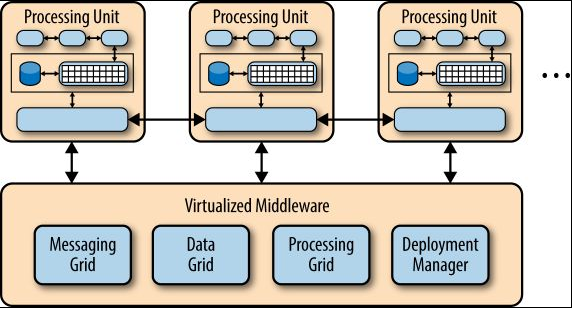 Processing Unit
Processing Unit
Processing Unit
...
Virtualized Middleware
Messaging
Grid
Data
Grid
Processing
Grid
Deployment
Manager